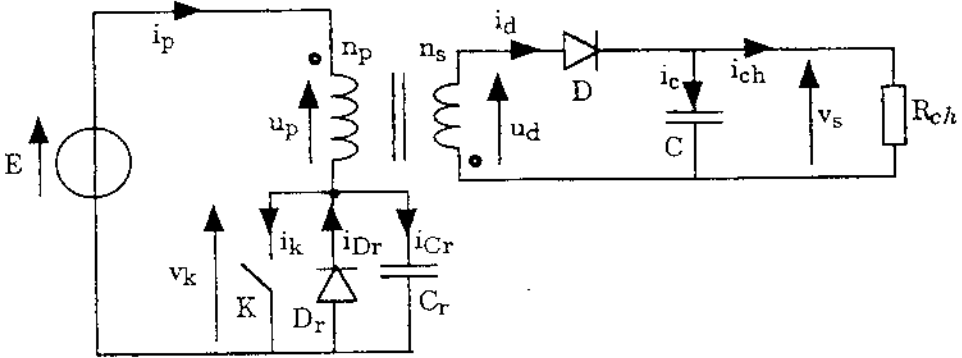 i_p
n_p
n_s
i_d
D
i_c
i_ch
E
u_p
u_d
C
v_s
R_ch
i_k
i_Dr
i_Cr
v_k
K
D_r
C_r